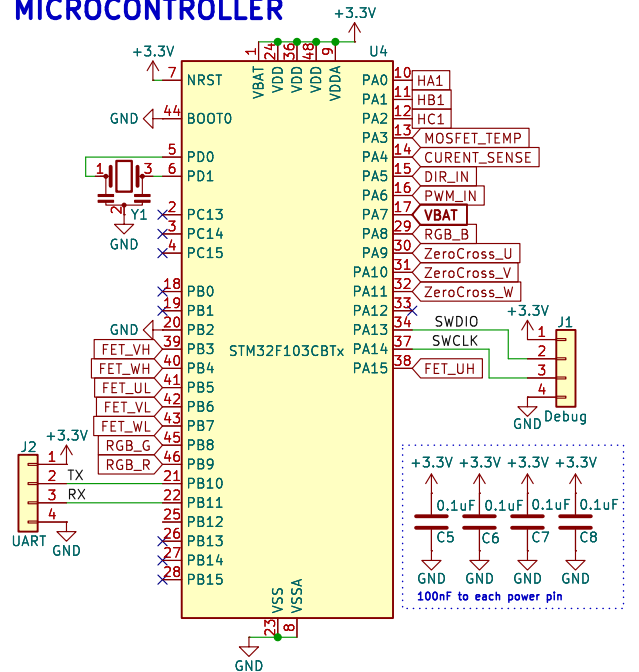 MICROCONTROLLER
+3.3V
+3.3V
U4
1 24 36 48 9
VBAT VDD VDD VDD VDDA
7 NRST PA0 10 HA1
PA1 11 HB1
GND 44 BOOT0 PA2 12 HC1
PA3 13 MOSFET_TEMP
5 PD0 PA4 14 CURENT_SENSE
1 3 6 PD1 PA5 15 DIR_IN
PA6 16 PWM_IN
2 Y1 2 PC13 PA7 17 VBAT
3 PC14 PA8 29 RGB_B
GND 4 PC15 PA9 30 ZeroCross_U
PA10 31 ZeroCross_V
18 PB0 PA11 32 ZeroCross_W
19 PB1 PA12 33
+3.3V
GND 20 PB2 PA13 34 SWDIO 1 J1
FET_VH 39 PB3 STM32F103CBTx PA14 37 SWCLK 2
FET_WH 40 PB4 PA15 38 FET_UH 3
FET_UL 41 PB5 4
FET_VL 42 PB6 GND Debug
FET_WL 43 PB7
RGB_G 45 PB8
RGB_R 46 PB9
J2 +3.3V
1
2 TX 21 PB10
3 RX 22 PB11
4 25 PB12
UART GND 26 PB13
27 PB14
28 PB15
+3.3V +3.3V +3.3V +3.3V
0.1uF 0.1uF 0.1uF 0.1uF
C5 C6 C7 C8
GND GND GND GND
100nF to each power pin
VSS VSSA
23 8
GND